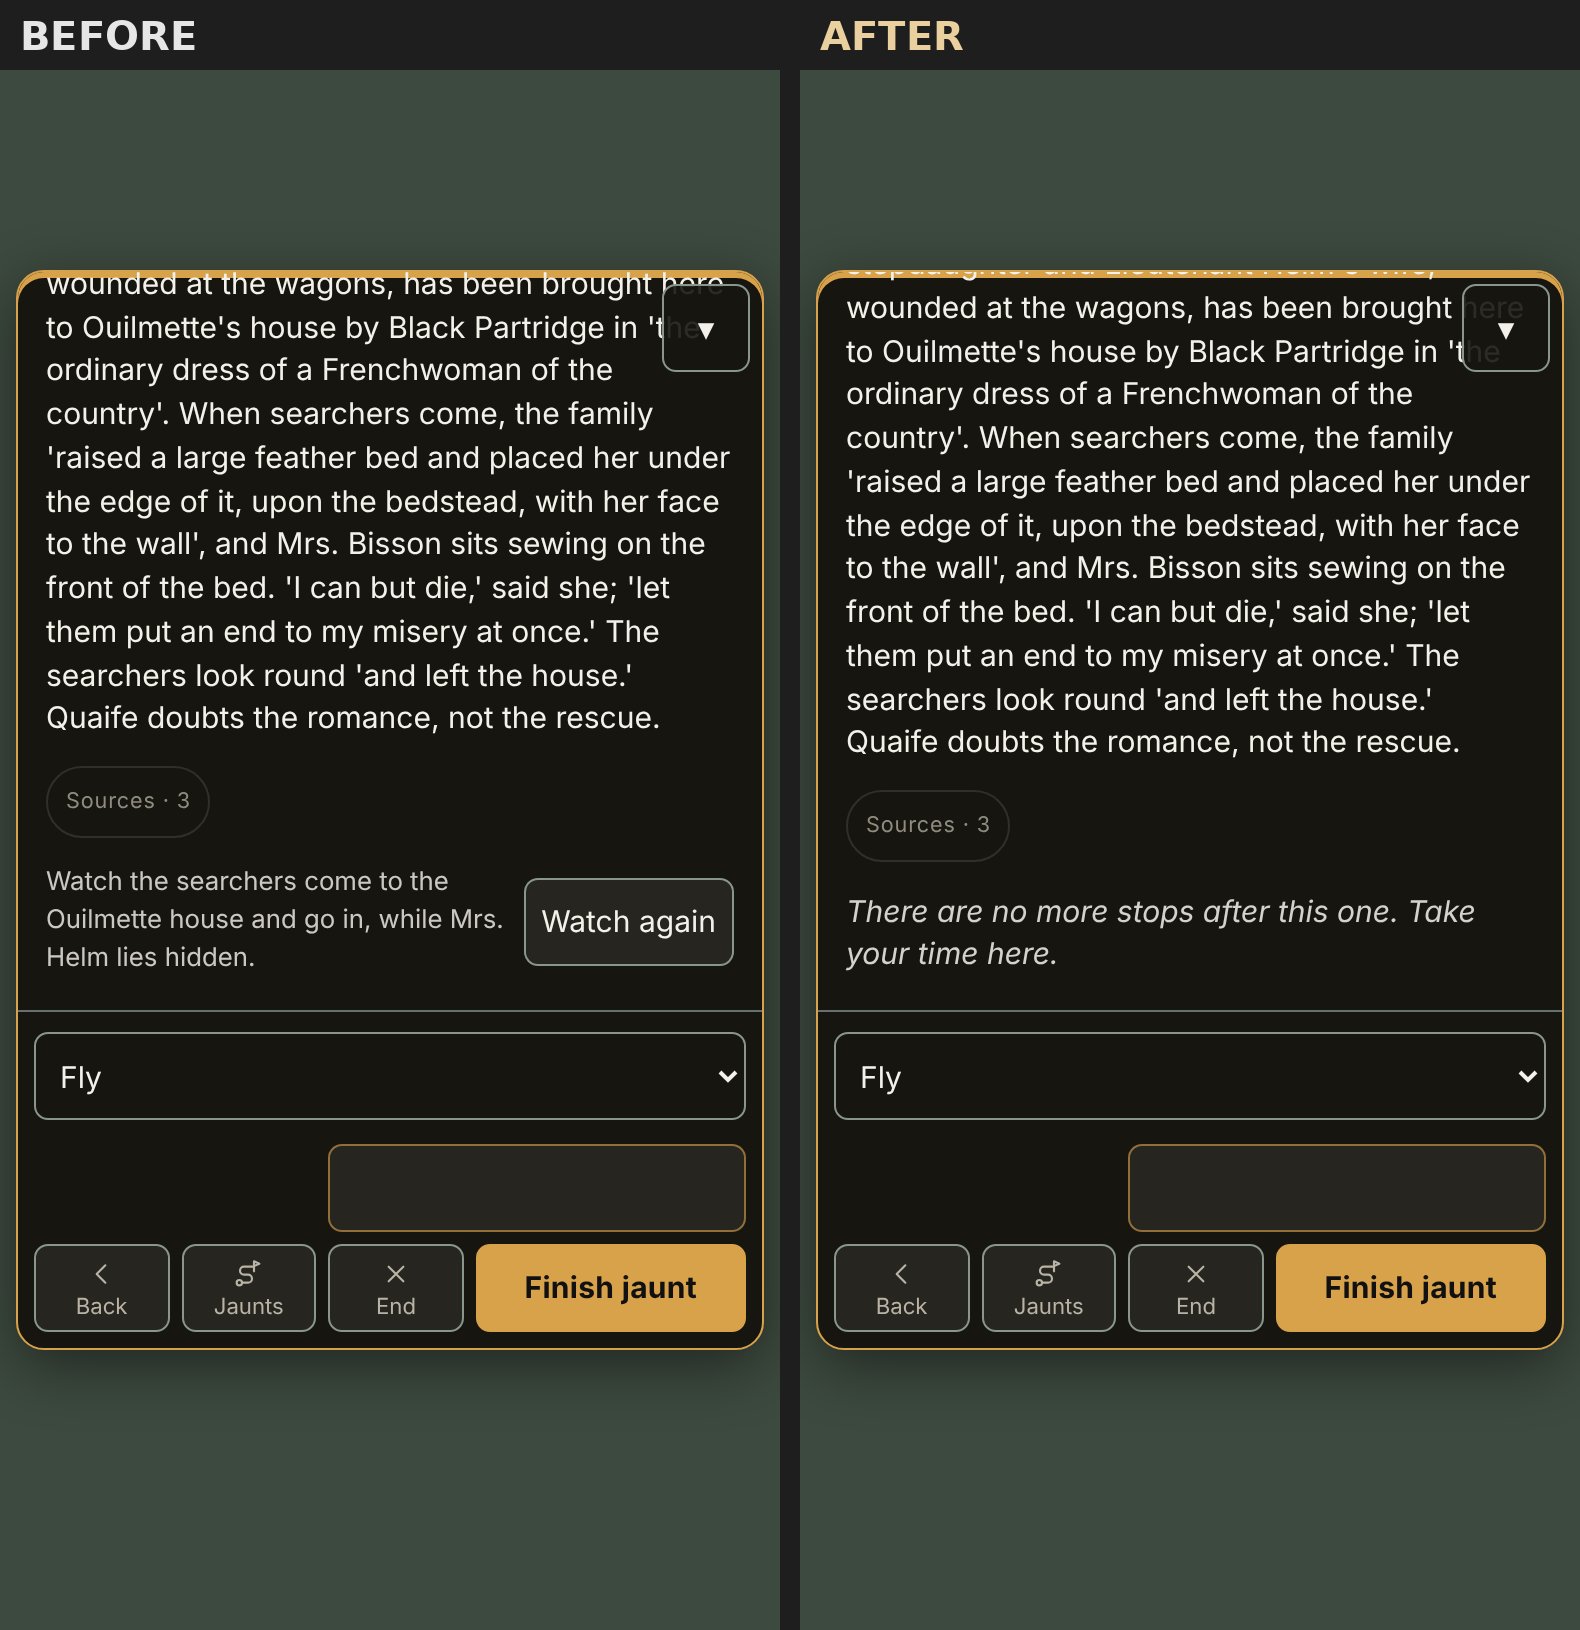 BEFORE
wounded at the wagons, has been brought here
to Ouilmette's house by Black Partridge in 'the
ordinary dress of a Frenchwoman of the
country'. When searchers come, the family
'raised a large feather bed and placed her under
the edge of it, upon the bedstead, with her face
to the wall', and Mrs. Bisson sits sewing on the
front of the bed. 'I can but die,' said she; 'let
them put an end to my misery at once.' The
searchers look round 'and left the house.'
Quaife doubts the romance, not the rescue.
Sources · 3
Watch the searchers come to the
Ouilmette house and go in, while Mrs.
Helm lies hidden.
Watch again
Fly
Back
Jaunts
End
Finish jaunt
AFTER
stepdaughter and Lieutenant Helm's wife,
wounded at the wagons, has been brought here
to Ouilmette's house by Black Partridge in 'the
ordinary dress of a Frenchwoman of the
country'. When searchers come, the family
'raised a large feather bed and placed her under
the edge of it, upon the bedstead, with her face
to the wall', and Mrs. Bisson sits sewing on the
front of the bed. 'I can but die,' said she; 'let
them put an end to my misery at once.' The
searchers look round 'and left the house.'
Quaife doubts the romance, not the rescue.
Sources · 3
There are no more stops after this one. Take
your time here.
Fly
Back
Jaunts
End
Finish jaunt